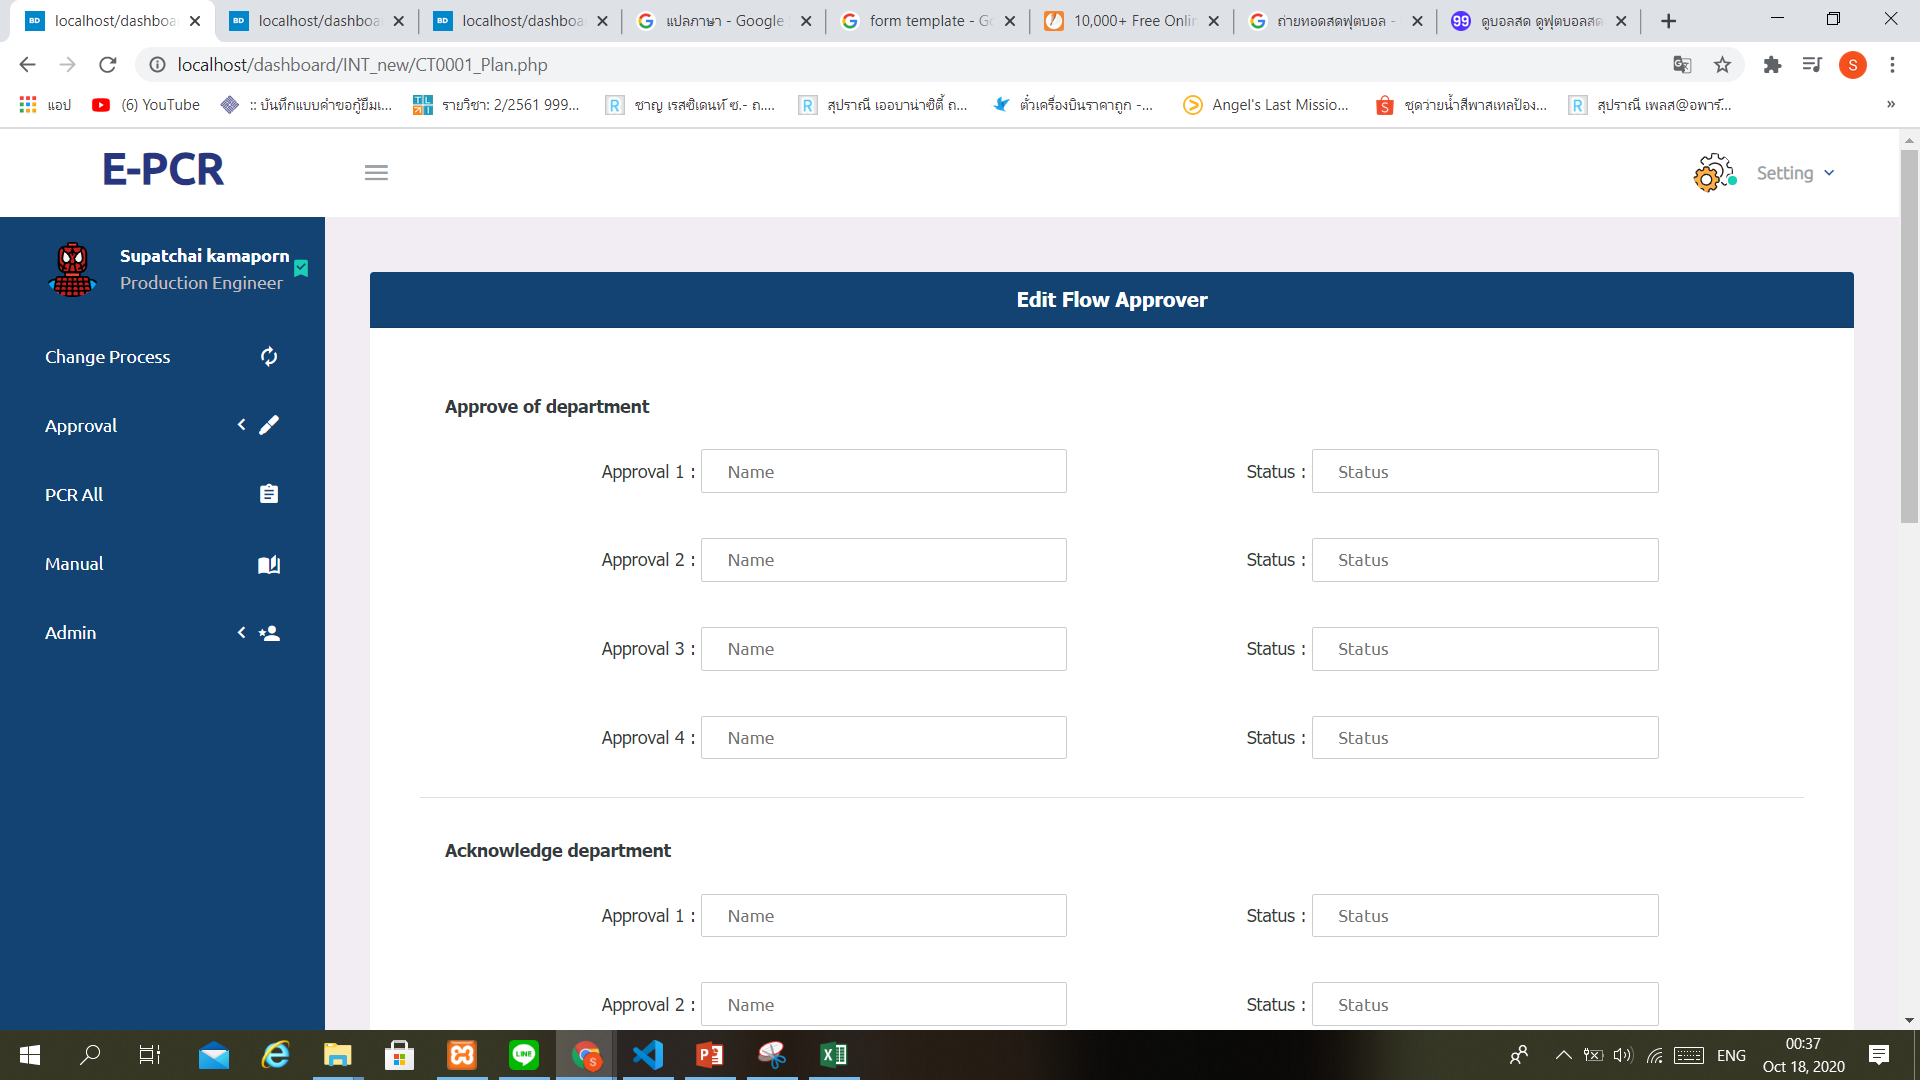 localhost/dashboa
localhost/dashboa
localhost/dashboa
แปลภาษา - Google
form template - Go
10,000+ Free Onlin
ถ่ายทอดสดฟุตบอล -
ดูบอลสด ดูฟุตบอลสด
localhost/dashboard/INT_new/CT0001_Plan.php
S
แอป
(6) YouTube
:: บันทึกแบบคำขอกู้ยืมเ...
รายวิชา: 2/2561 999...
ชาญ เรสซิเดนท์ ซ.- ถ....
สุปราณี เออบาน่าซิตี้ ถ...
ตั๋วเครื่องบินราคาถูก -...
Angel's Last Missio...
ชุดว่ายน้ำสีพาสเทลป้อง...
สุปราณี เพลส@อพาร์...
»
E-PCR
Setting
Supatchai kamaporn
Production Engineer
Change Process
Approval
PCR All
Manual
Admin
Edit Flow Approver
Approve of department
Approval 1 : Name Status : Status
Approval 2 : Name Status : Status
Approval 3 : Name Status : Status
Approval 4 : Name Status : Status
Acknowledge department
Approval 1 : Name Status : Status
Approval 2 : Name Status : Status
ENG
00:37
Oct 18, 2020